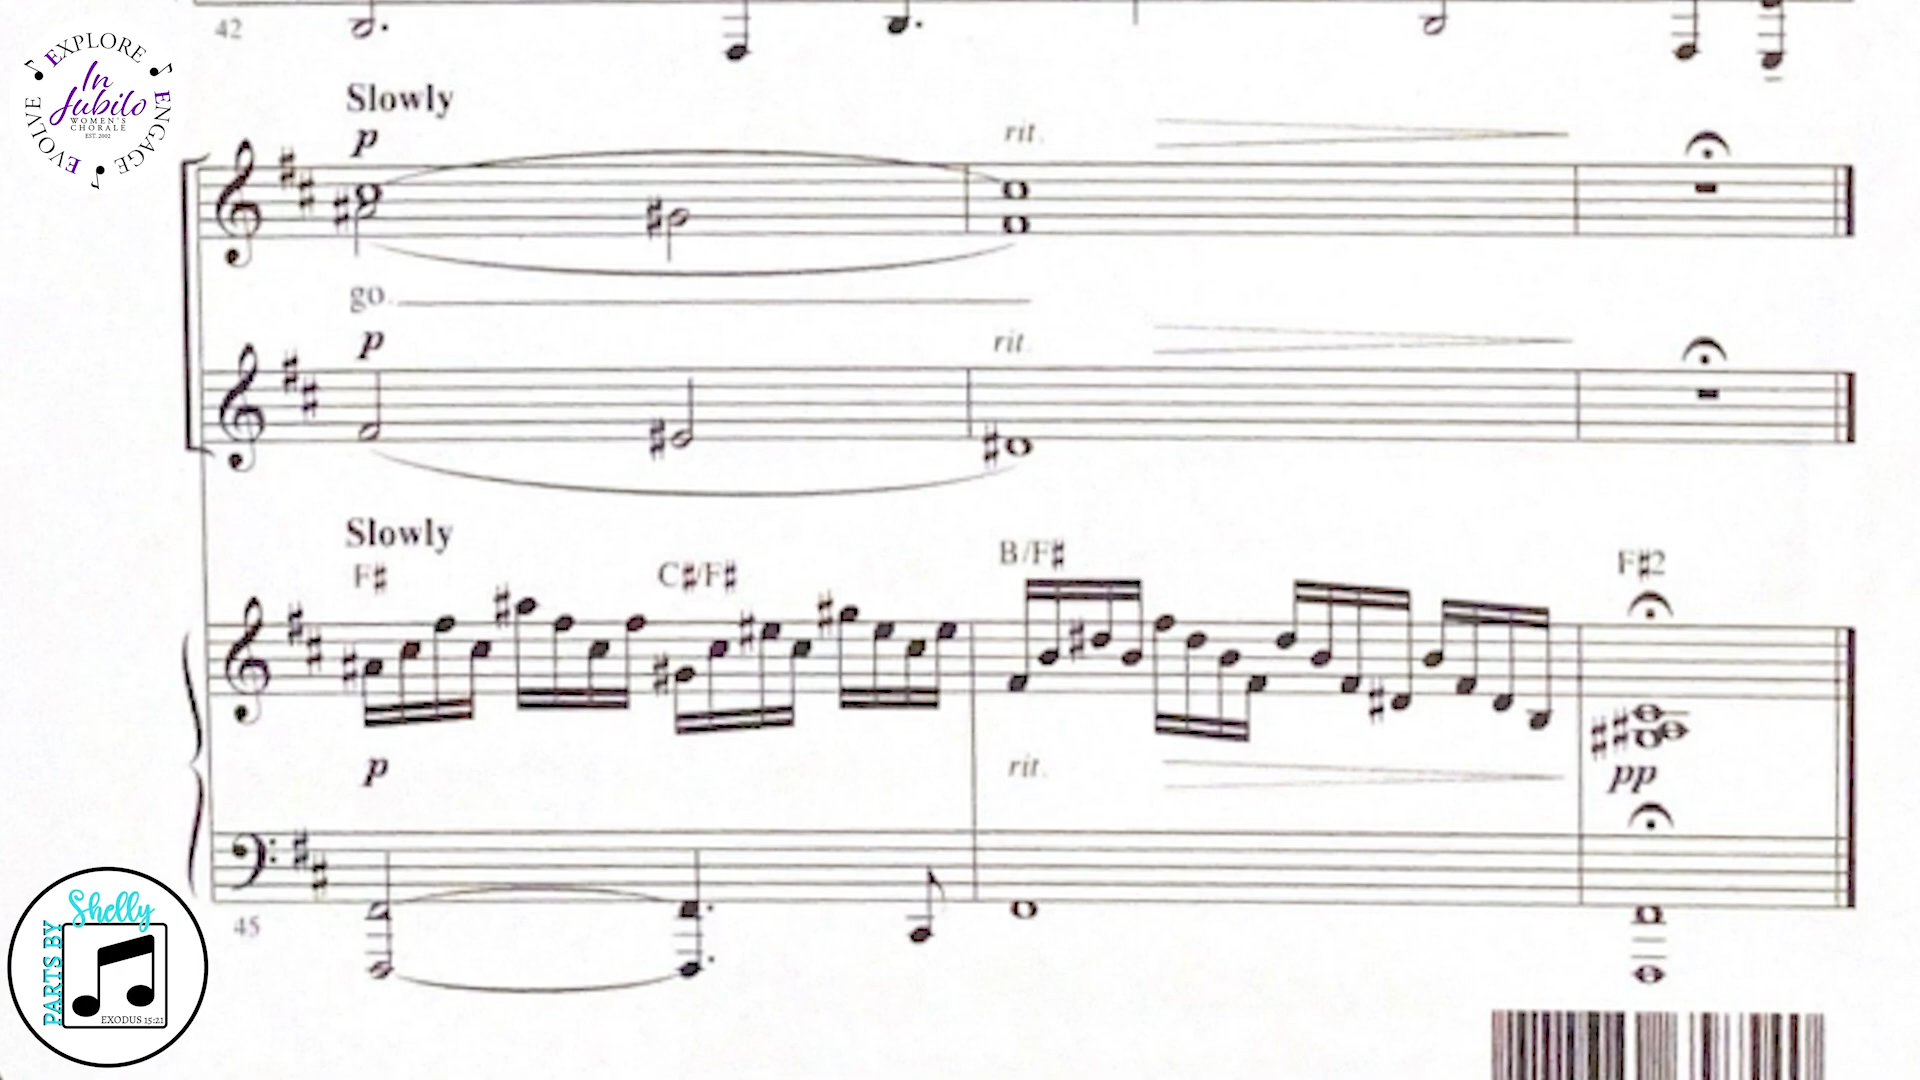 42
EXPLORE
ENGAGE
EVOLVE
In
Jubilo
WOMEN'S
CHORALE
EST. 2002
Slowly
p
rit.
go
p
rit.
Slowly
F♯ C♯/F♯ B/F♯ F♯2
p
rit.
pp
45
PARTS BY
Shelly
EXODUS 15:21